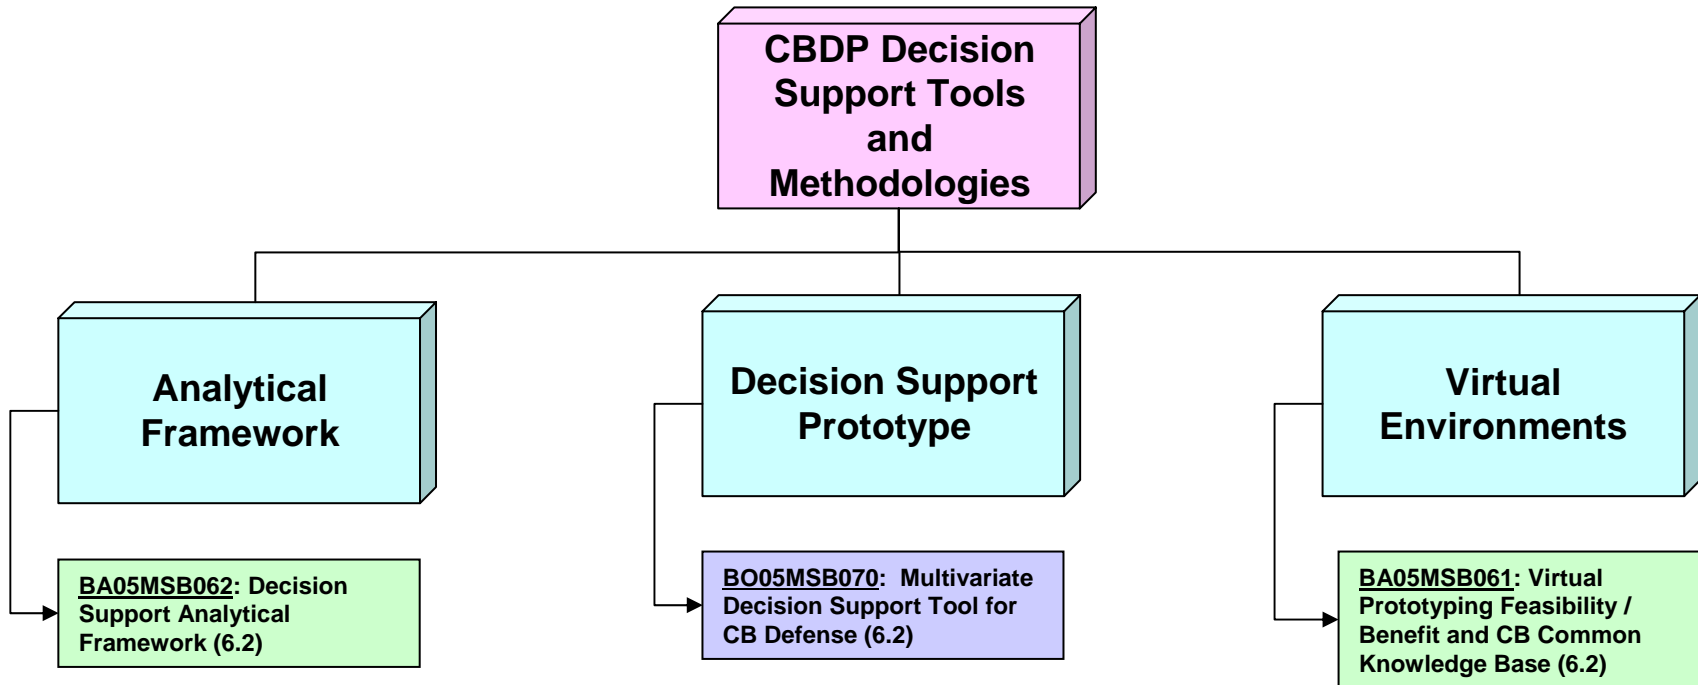 CBDP Decision
Support Tools
and
Methodologies
Analytical
Framework
Decision Support
Prototype
Virtual
Environments
BA05MSB062: Decision
Support Analytical
Framework (6.2)
BO05MSB070:  Multivariate
Decision Support Tool for
CB Defense (6.2)
BA05MSB061: Virtual
Prototyping Feasibility /
Benefit and CB Common
Knowledge Base (6.2)